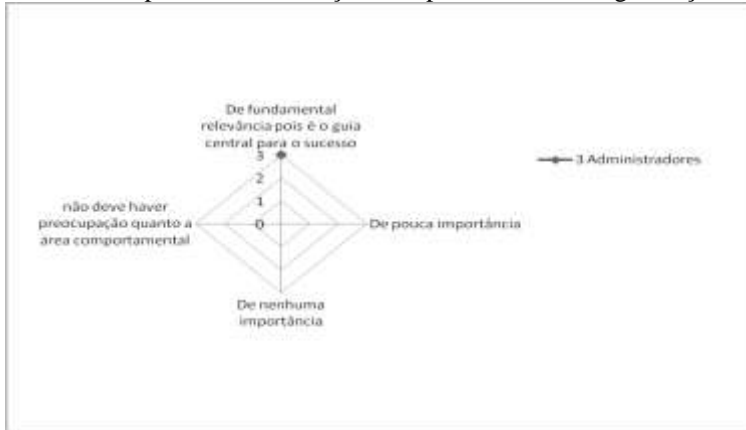 De fundamental
relevância pois é o guia
central para o sucesso
3
2
1
0
3 Administradores
não deve haver
preocupação quanto a
área comportamental
De pouca importância
De nenhuma
importância